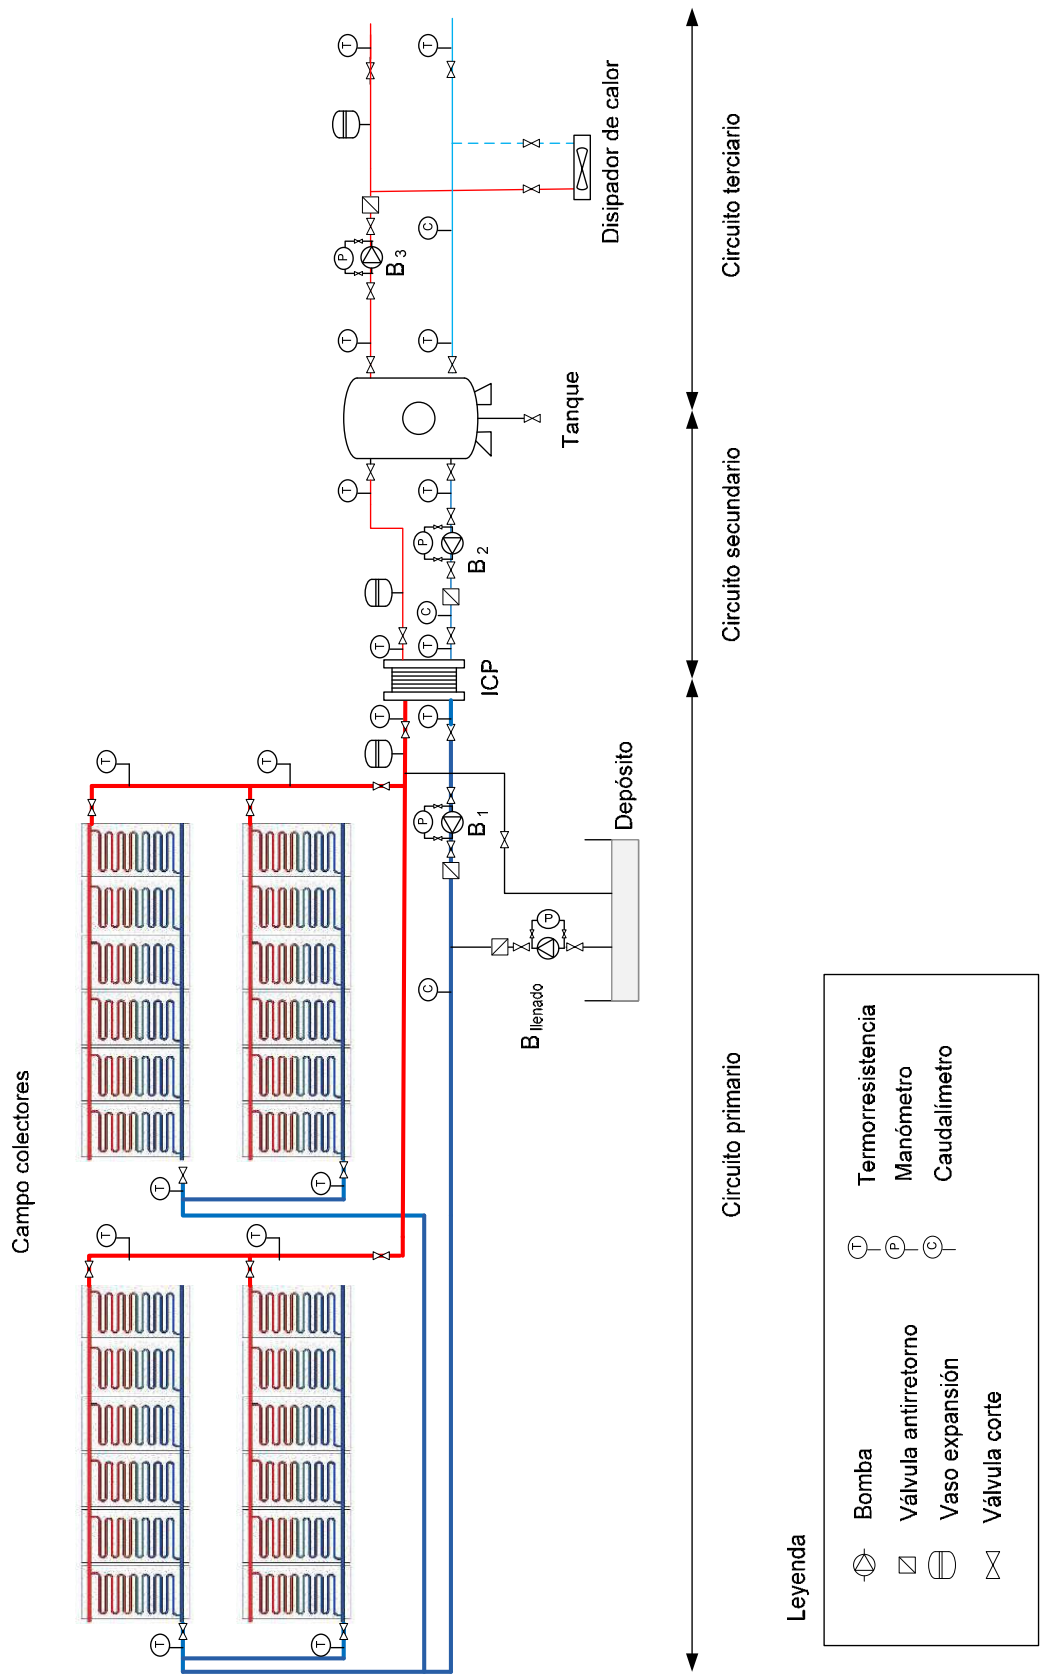 Campo colectores
T
T
T
T
T
T
T
T
T
T
P
B 1
C
P
B llenado
Depósito
ICP
T
T
C
P
B 2
T
T
Tanque
T
T
P
B 3
C
T
T
Disipador de calor
Circuito primario
Circuito secundario
Circuito terciario
Leyenda
Bomba
Válvula antirretorno
Vaso expansión
Válvula corte
T
Termorresistencia
P
Manómetro
C
Caudalímetro